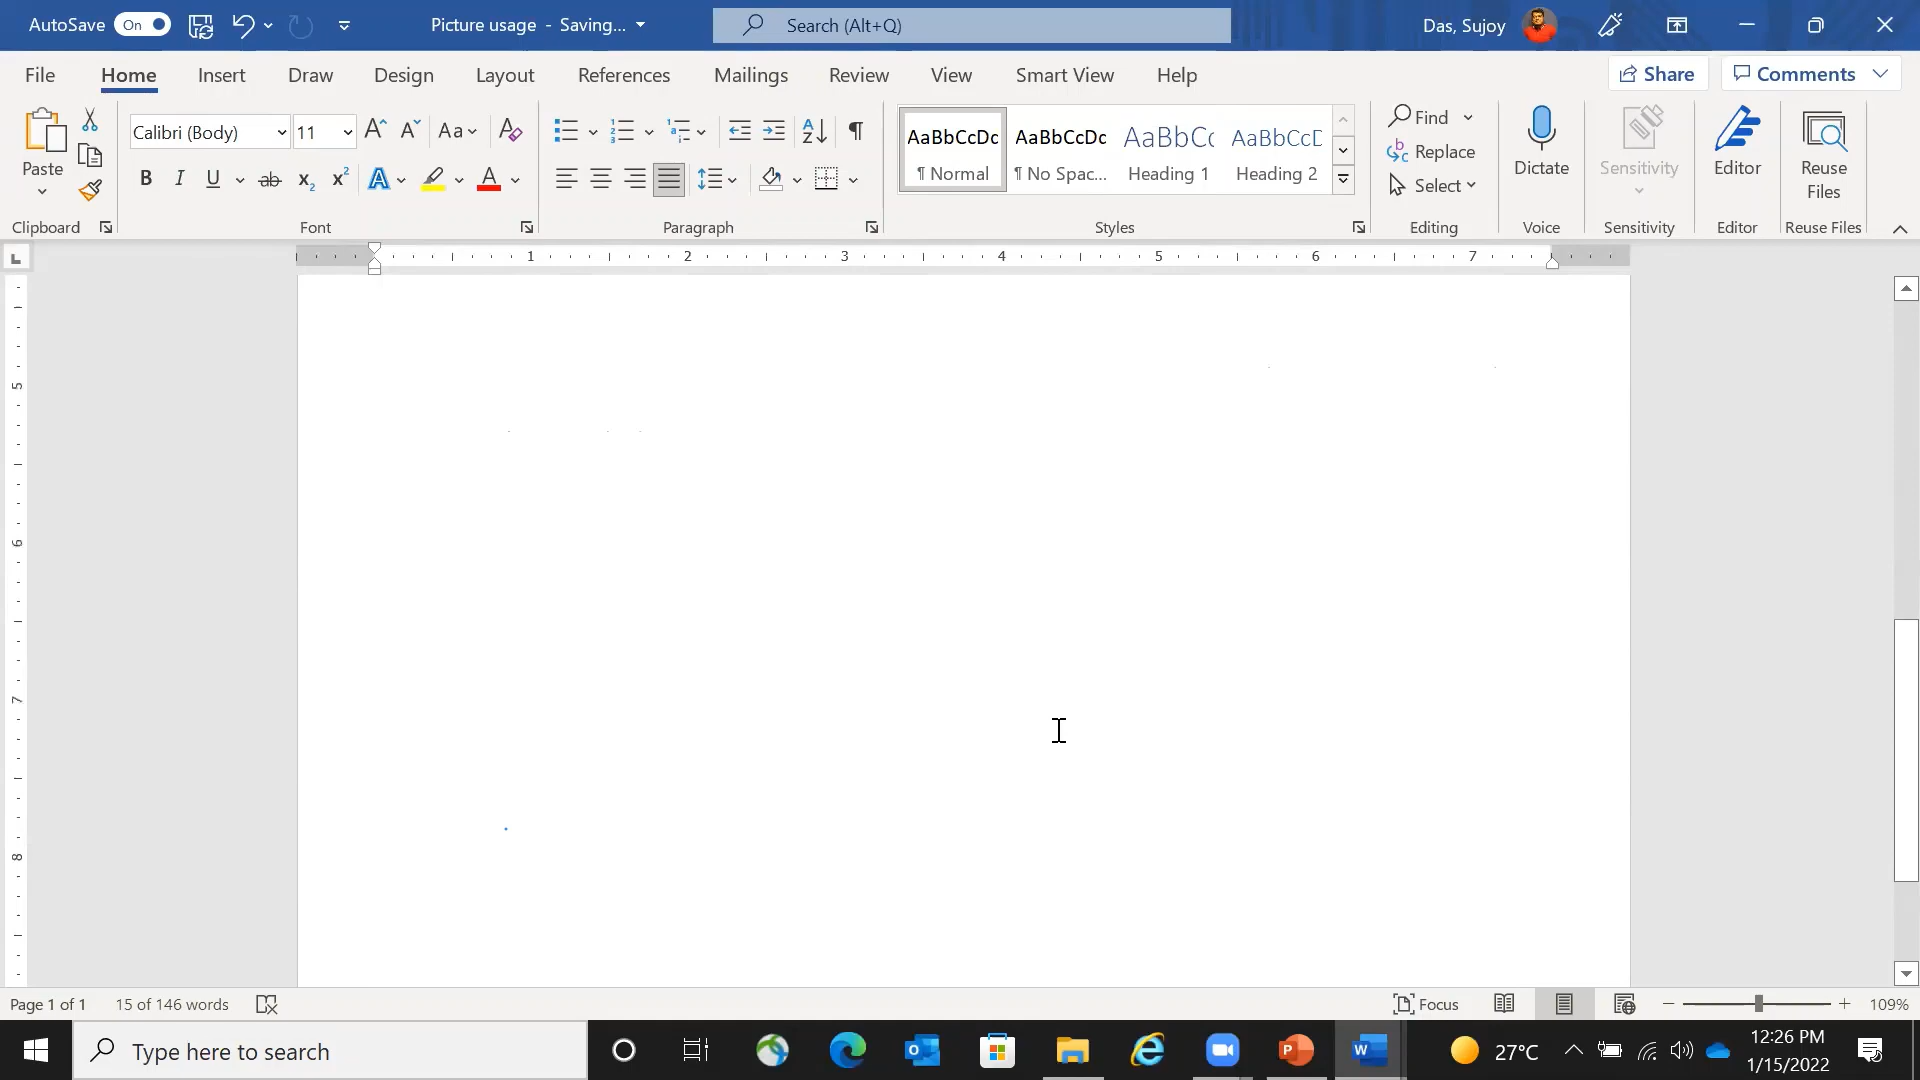 AutoSave On Picture usage - Saving... Search (Alt+Q) Das, Sujoy
File Home Insert Draw Design Layout References Mailings Review View Smart View Help Share Comments
Paste Calibri (Body) 11 Aa AaBbCcDc AaBbCcDc AaBbCc AaBbCcD Find Dictate Sensitivity Editor Reuse Files
¶ Normal ¶ No Spac... Heading 1 Heading 2 Replace
Select
Clipboard Font Paragraph Styles Editing Voice Sensitivity Editor Reuse Files
1 2 3 4 5 6 7
5
6
7
8
Page 1 of 1 15 of 146 words Focus 109%
Type here to search 27°C 12:26 PM
1/15/2022